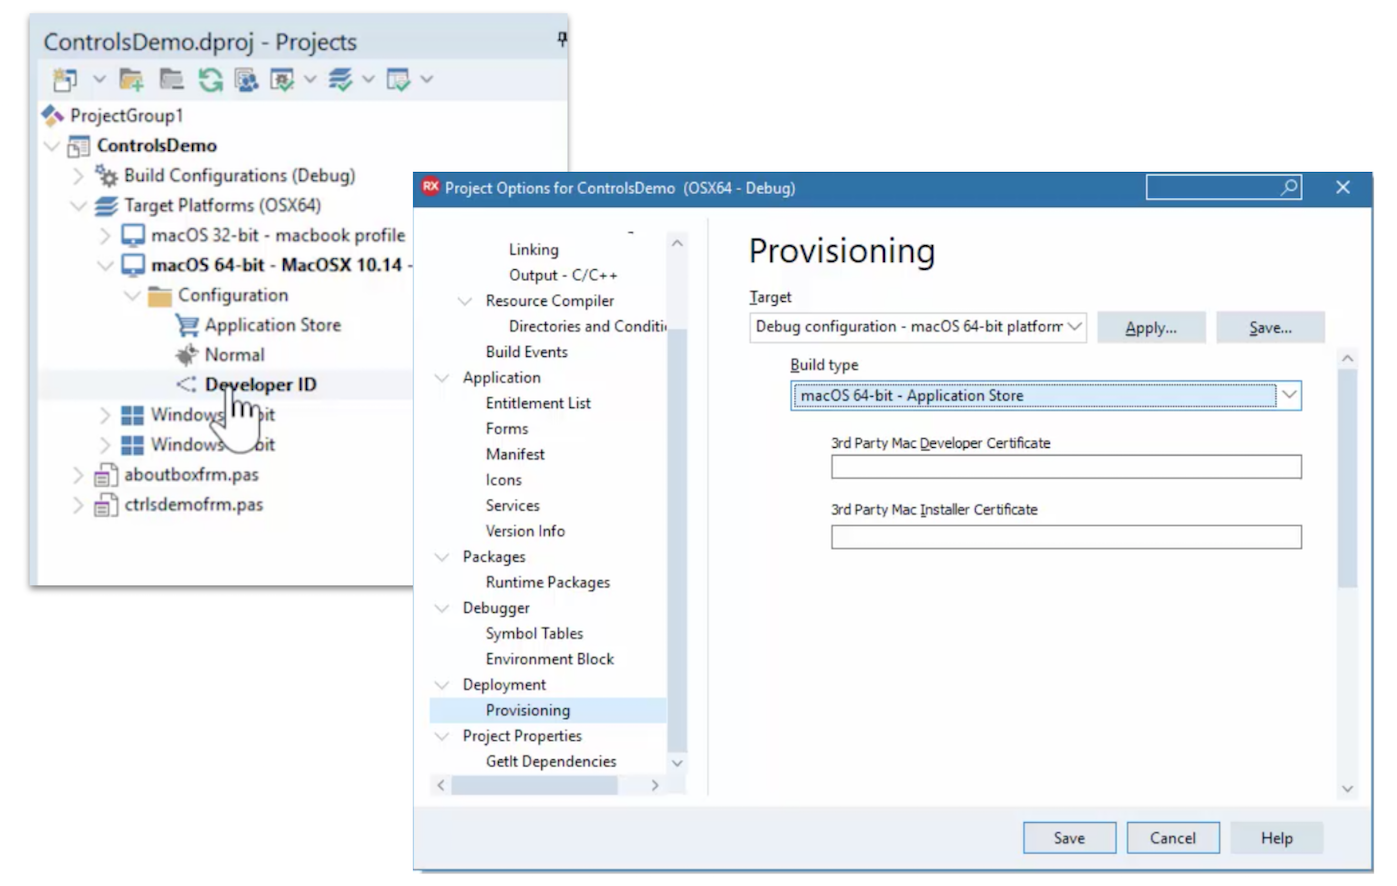 ControlsDemo.dproj - Projects
ProjectGroup1
ControlsDemo
Build Configurations (Debug)
Target Platforms (OSX64)
macOS 32-bit - macbook profile
macOS 64-bit - MacOSX 10.14 -
Configuration
Application Store
Normal
Developer ID
Windows bit
Windows bit
aboutboxfrm.pas
ctrlsdemofrm.pas
RX Project Options for ControlsDemo (OSX64 - Debug)
Linking
Output - C/C++
Resource Compiler
Directories and Conditi
Build Events
Application
Entitlement List
Forms
Manifest
Icons
Services
Version Info
Packages
Runtime Packages
Debugger
Symbol Tables
Environment Block
Deployment
Provisioning
Project Properties
GetIt Dependencies
Provisioning
Target
Debug configuration - macOS 64-bit platform
Apply...
Save...
Build type
macOS 64-bit - Application Store
3rd Party Mac Developer Certificate
3rd Party Mac Installer Certificate
Save
Cancel
Help